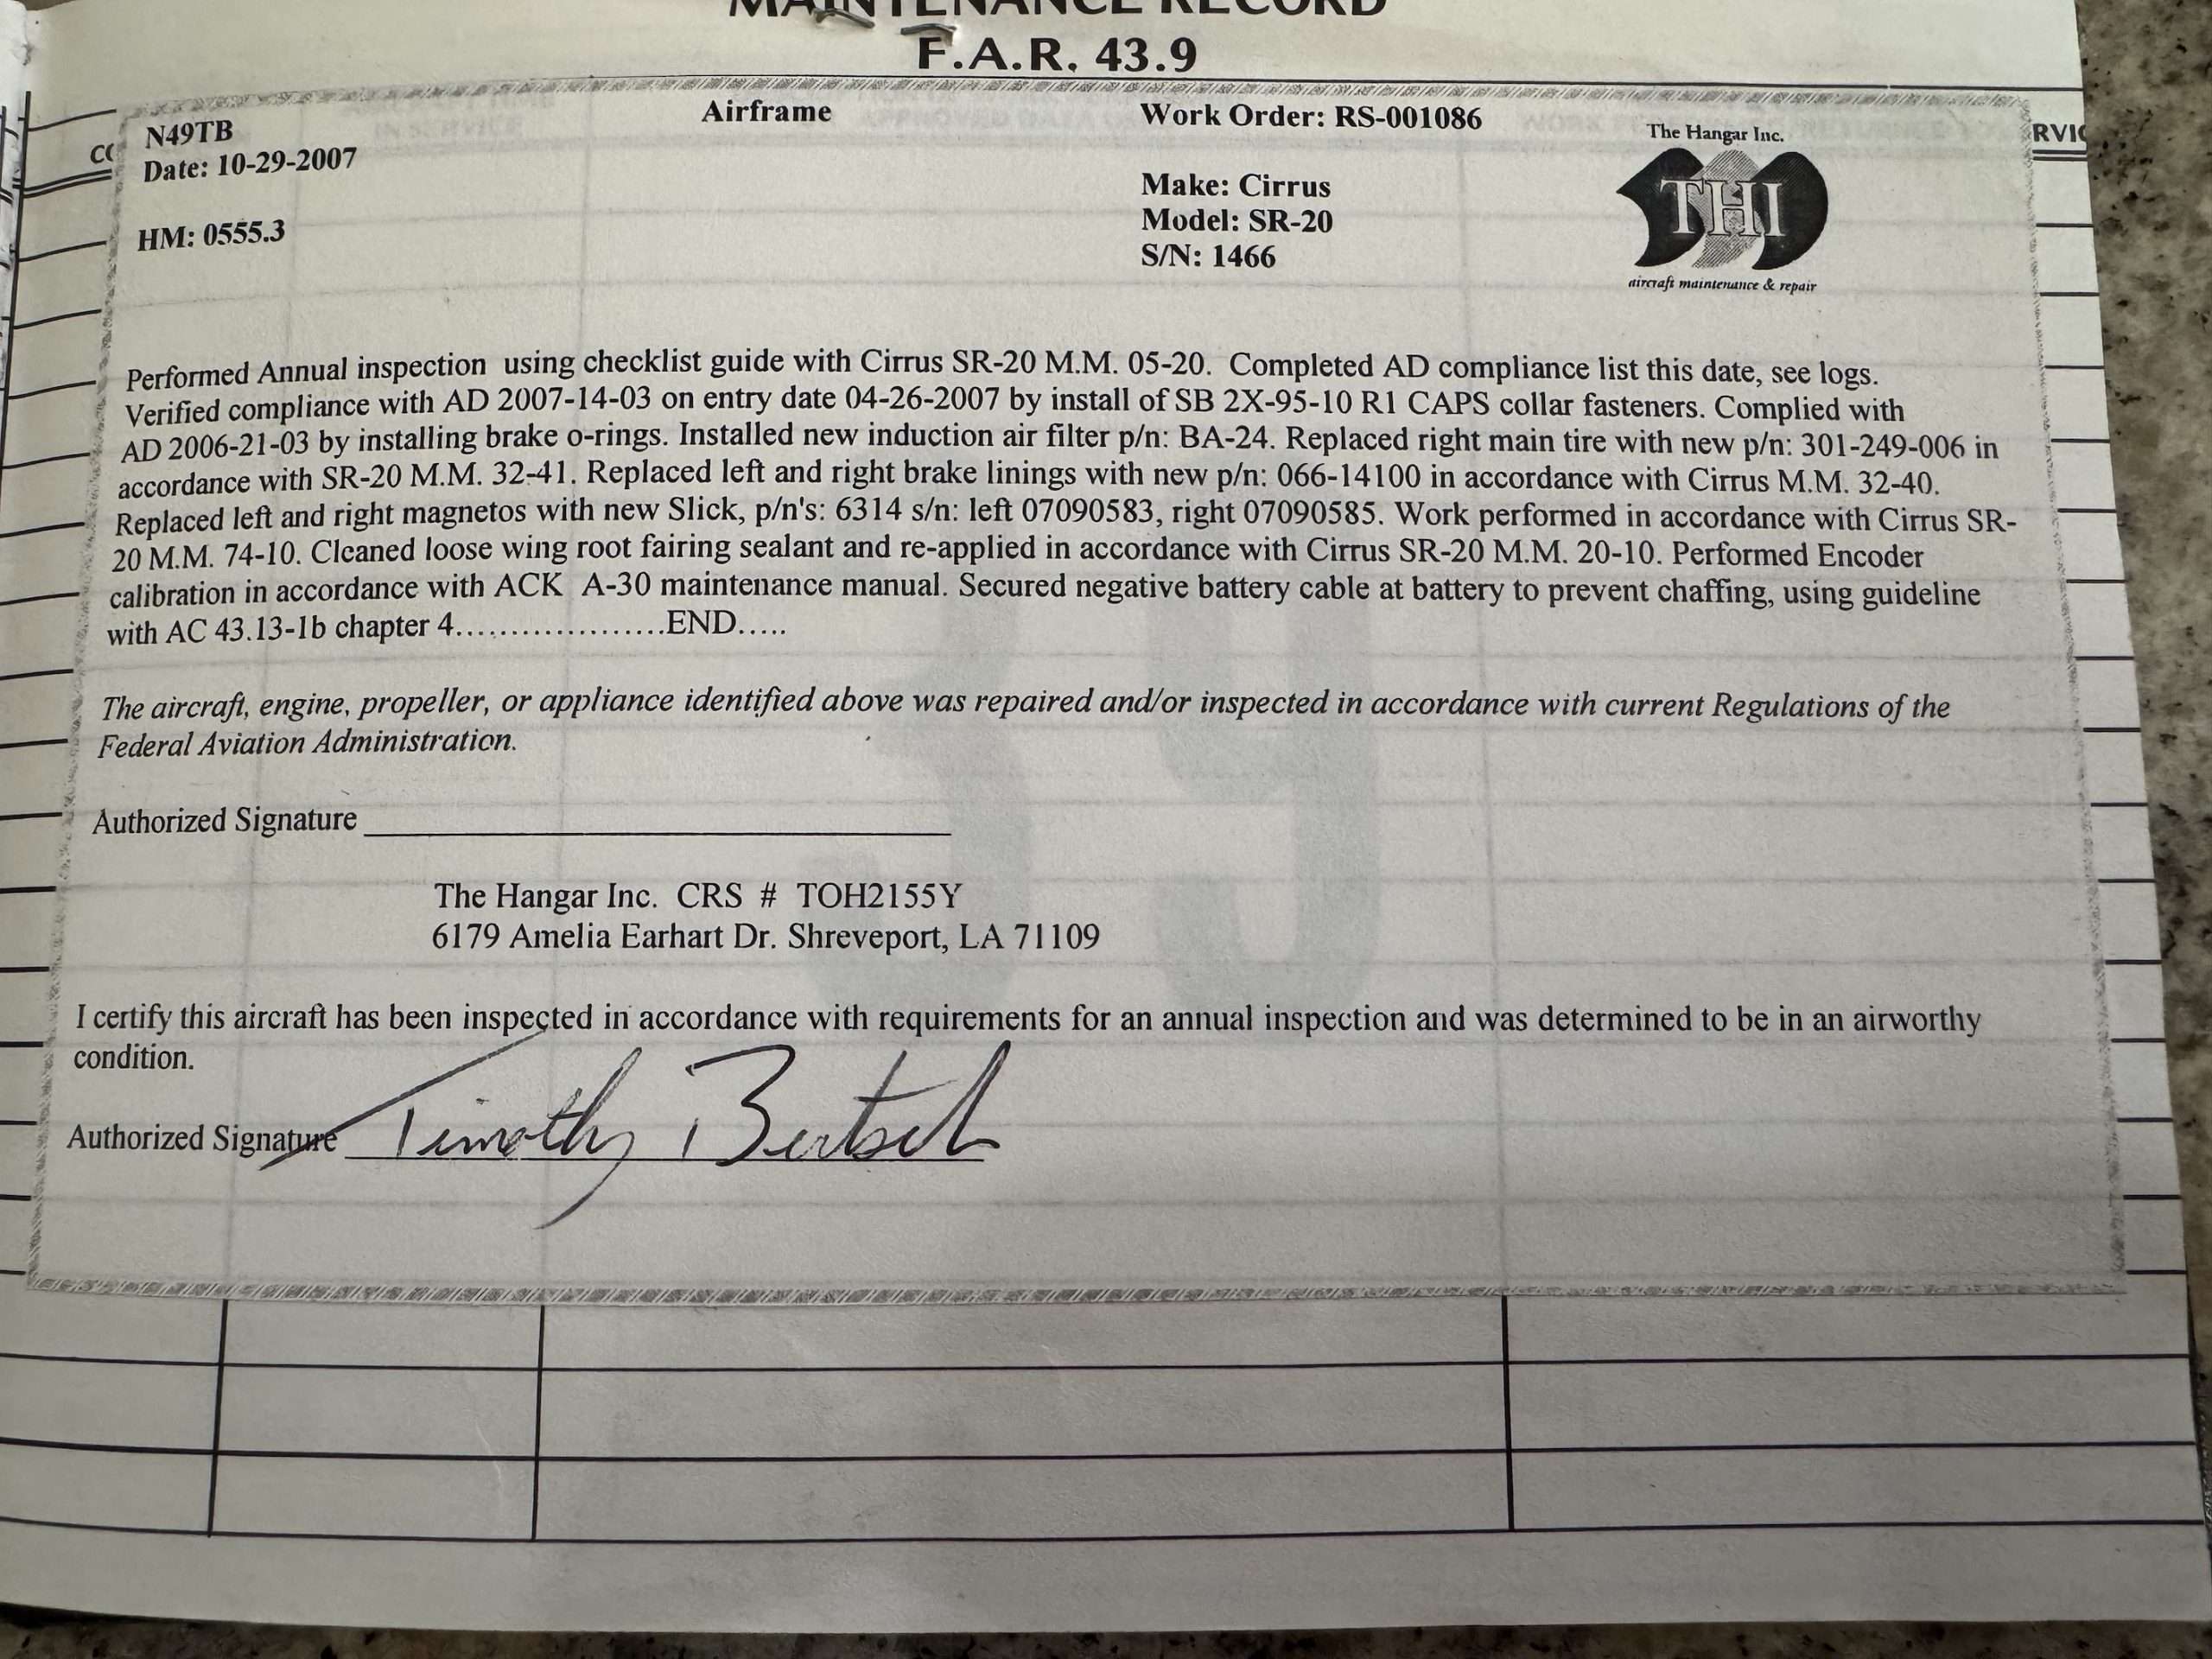 MAINTENANCE RECORD
F.A.R. 43.9
N49TB
Airframe
Work Order: RS-001086
Date: 10-29-2007
HM: 0555.3
Make: Cirrus
Model: SR-20
S/N: 1466
The Hangar Inc.
THI
aircraft maintenance & repair
RVIC
Performed Annual inspection using checklist guide with Cirrus SR-20 M.M. 05-20. Completed AD compliance list this date, see logs.
Verified compliance with AD 2007-14-03 on entry date 04-26-2007 by install of SB 2X-95-10 R1 CAPS collar fasteners. Complied with
AD 2006-21-03 by installing brake o-rings. Installed new induction air filter p/n: BA-24. Replaced right main tire with new p/n: 301-249-006 in
accordance with SR-20 M.M. 32-41. Replaced left and right brake linings with new p/n: 066-14100 in accordance with Cirrus M.M. 32-40.
Replaced left and right magnetos with new Slick, p/n's: 6314 s/n: left 07090583, right 07090585. Work performed in accordance with Cirrus SR-
20 M.M. 74-10. Cleaned loose wing root fairing sealant and re-applied in accordance with Cirrus SR-20 M.M. 20-10. Performed Encoder
calibration in accordance with ACK A-30 maintenance manual. Secured negative battery cable at battery to prevent chaffing, using guideline
with AC 43.13-1b chapter 4.....................END.....
The aircraft, engine, propeller, or appliance identified above was repaired and/or inspected in accordance with current Regulations of the
Federal Aviation Administration.
Authorized Signature
The Hangar Inc. CRS # TOH2155Y
6179 Amelia Earhart Dr. Shreveport, LA 71109
I certify this aircraft has been inspected in accordance with requirements for an annual inspection and was determined to be in an airworthy
condition.
Authorized Signature Timothy Bertsch